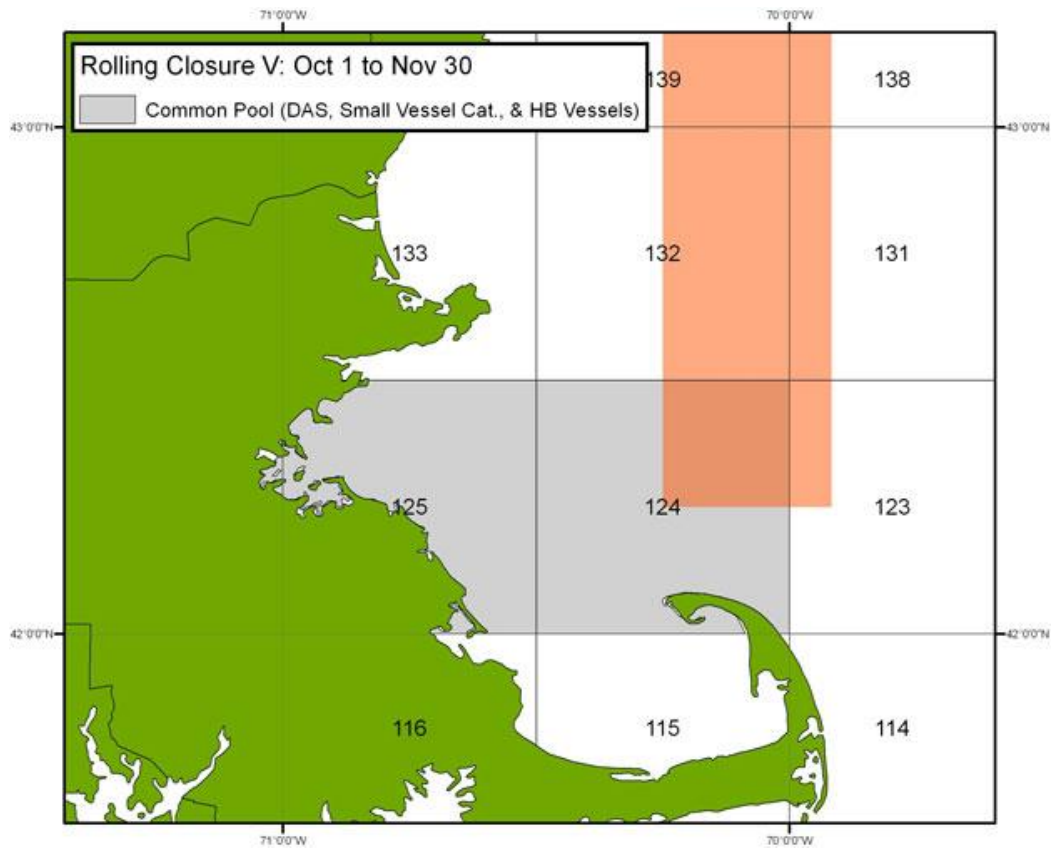 71°0'0"W 70°0'0"W
Rolling Closure V: Oct 1 to Nov 30
Common Pool (DAS, Small Vessel Cat., & HB Vessels)
139 138
43°0'0"N 43°0'0"N
133 132 131
125 124 123
42°0'0"N 42°0'0"N
116 115 114
71°0'0"W 70°0'0"W